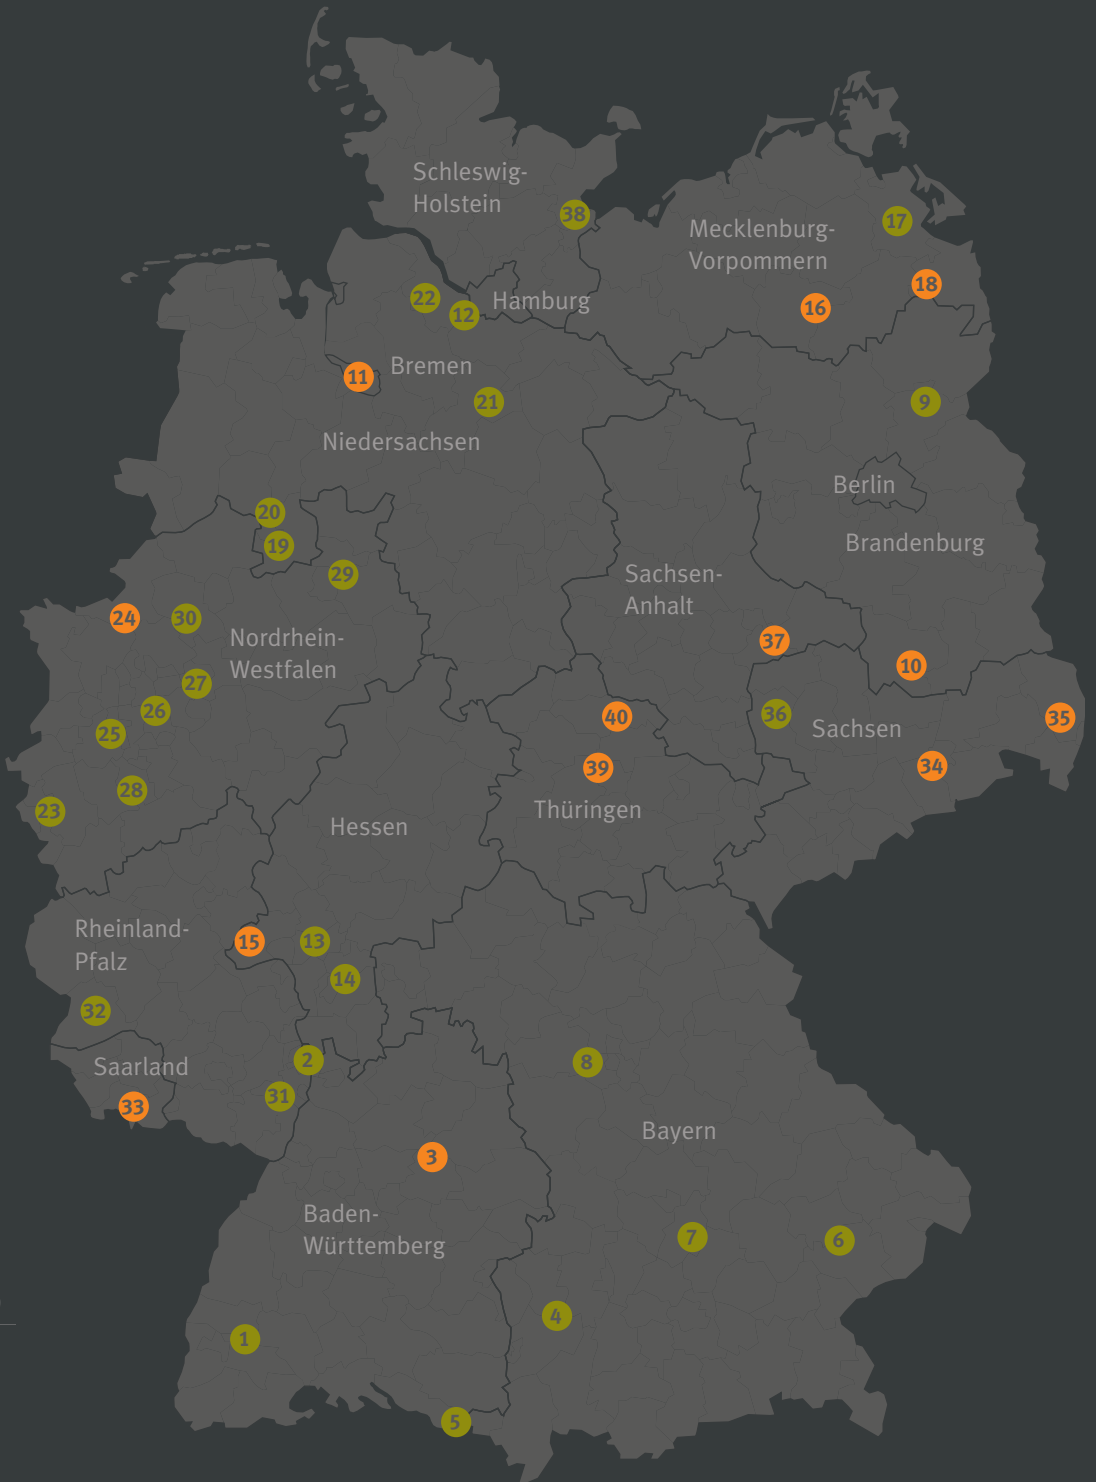 Schleswig-
Holstein
38
Mecklenburg-
Vorpommern
17
18
16
22
12
Hamburg
Bremen
11
21
9
Niedersachsen
Berlin
20
19
29
Brandenburg
Sachsen-
Anhalt
24
30
Nordrhein-
Westfalen
37
10
27
26
25
36
Sachsen
35
40
34
39
28
23
Thüringen
Hessen
Rheinland-
Pfalz
15
13
14
32
2
8
Saarland
33
31
Bayern
3
Baden-
Württemberg
7
6
4
1
5